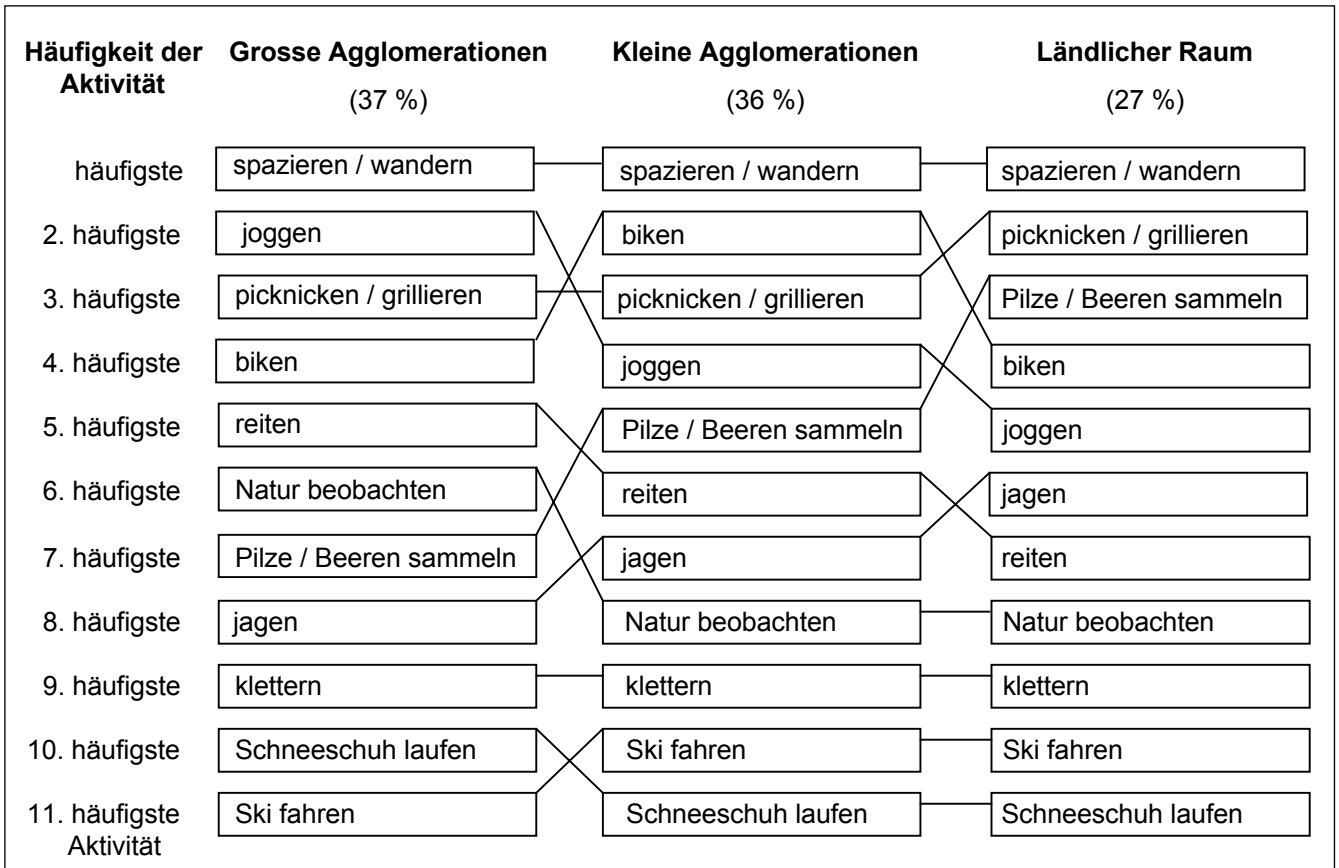 Häufigkeit der Aktivität Grosse Agglomerationen Kleine Agglomerationen Ländlicher Raum
(37 %) (36 %) (27 %)
häufigste spazieren / wandern spazieren / wandern spazieren / wandern
2. häufigste joggen biken picknicken / grillieren
3. häufigste picknicken / grillieren picknicken / grillieren Pilze / Beeren sammeln
4. häufigste biken joggen biken
5. häufigste reiten Pilze / Beeren sammeln joggen
6. häufigste Natur beobachten reiten jagen
7. häufigste Pilze / Beeren sammeln jagen reiten
8. häufigste jagen Natur beobachten Natur beobachten
9. häufigste klettern klettern klettern
10. häufigste Schneeschuh laufen Ski fahren Ski fahren
11. häufigste Aktivität Ski fahren Schneeschuh laufen Schneeschuh laufen